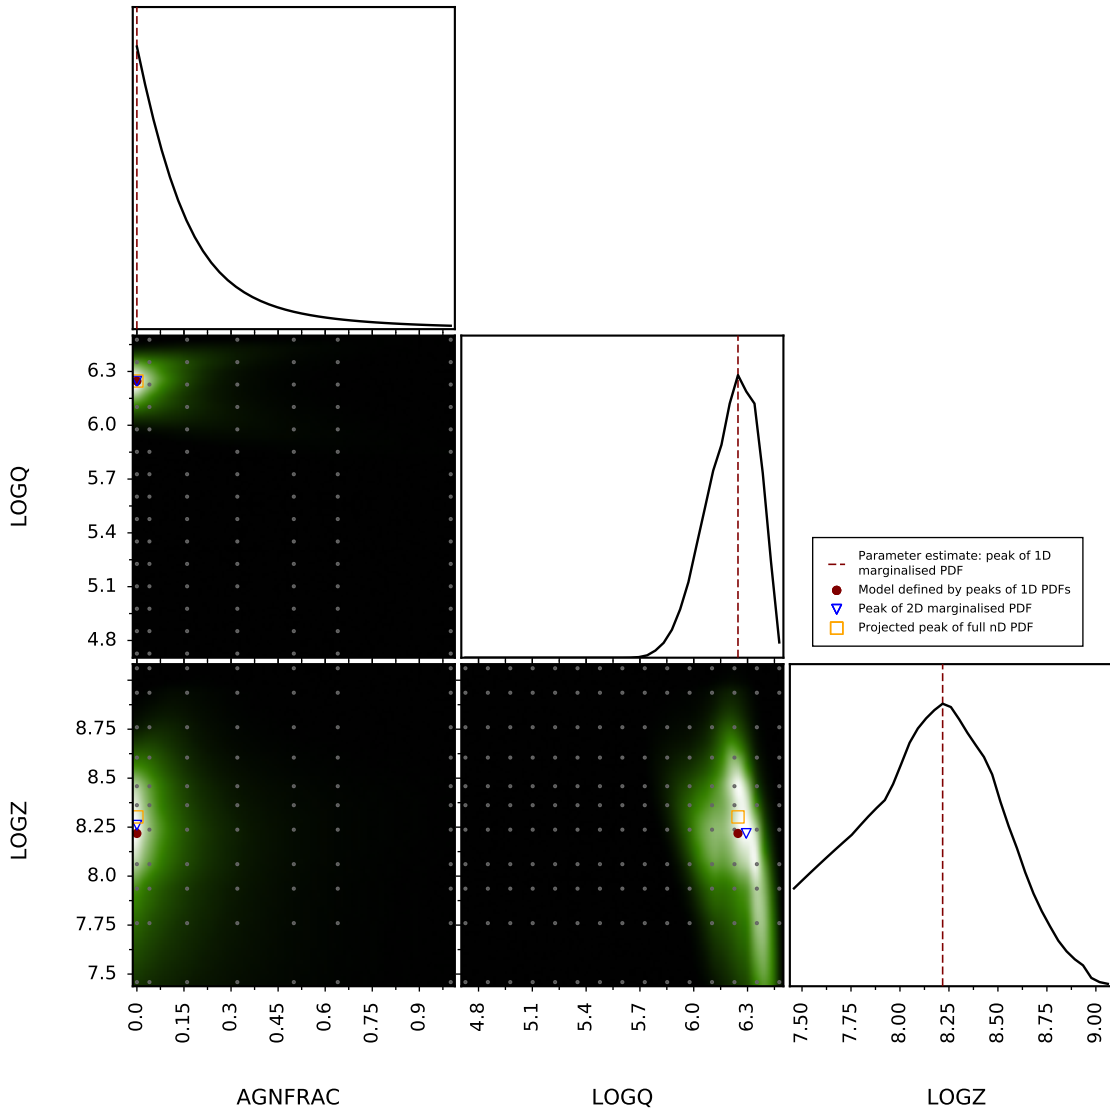 6.3
6.0
5.7
5.4
5.1
4.8
LOGQ
Parameter estimate: peak of 1D
marginalised PDF
Model defined by peaks of 1D PDFs
Peak of 2D marginalised PDF
Projected peak of full nD PDF
8.75
8.5
8.25
8.0
7.75
7.5
LOGZ
0.0 0.15 0.3 0.45 0.6 0.75 0.9
4.8 5.1 5.4 5.7 6.0 6.3
7.50 7.75 8.00 8.25 8.50 8.75 9.00
AGNFRAC LOGQ LOGZ